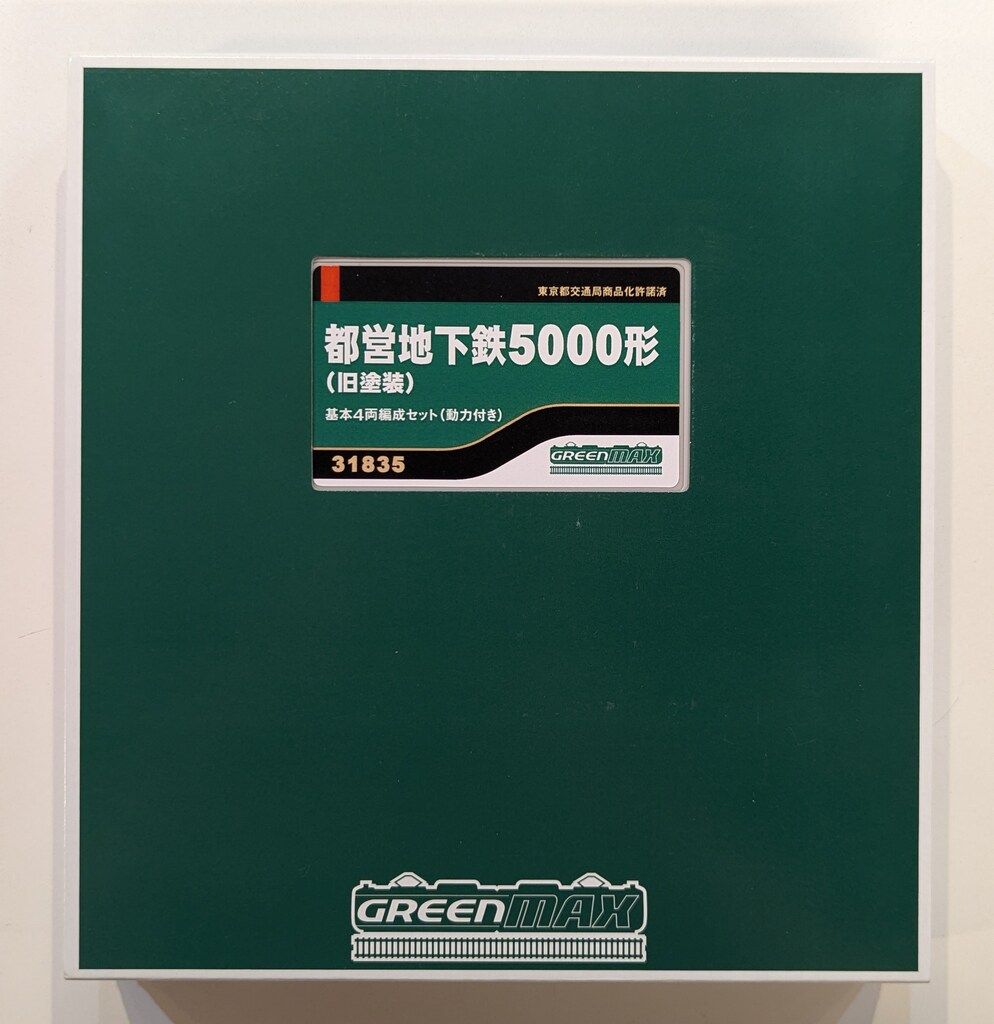 東京都交通局商品化許諾済
都営地下鉄5000形
(旧塗装)
基本4両編成セット(動力付き)
31835
GREENMAX
GREENMAX